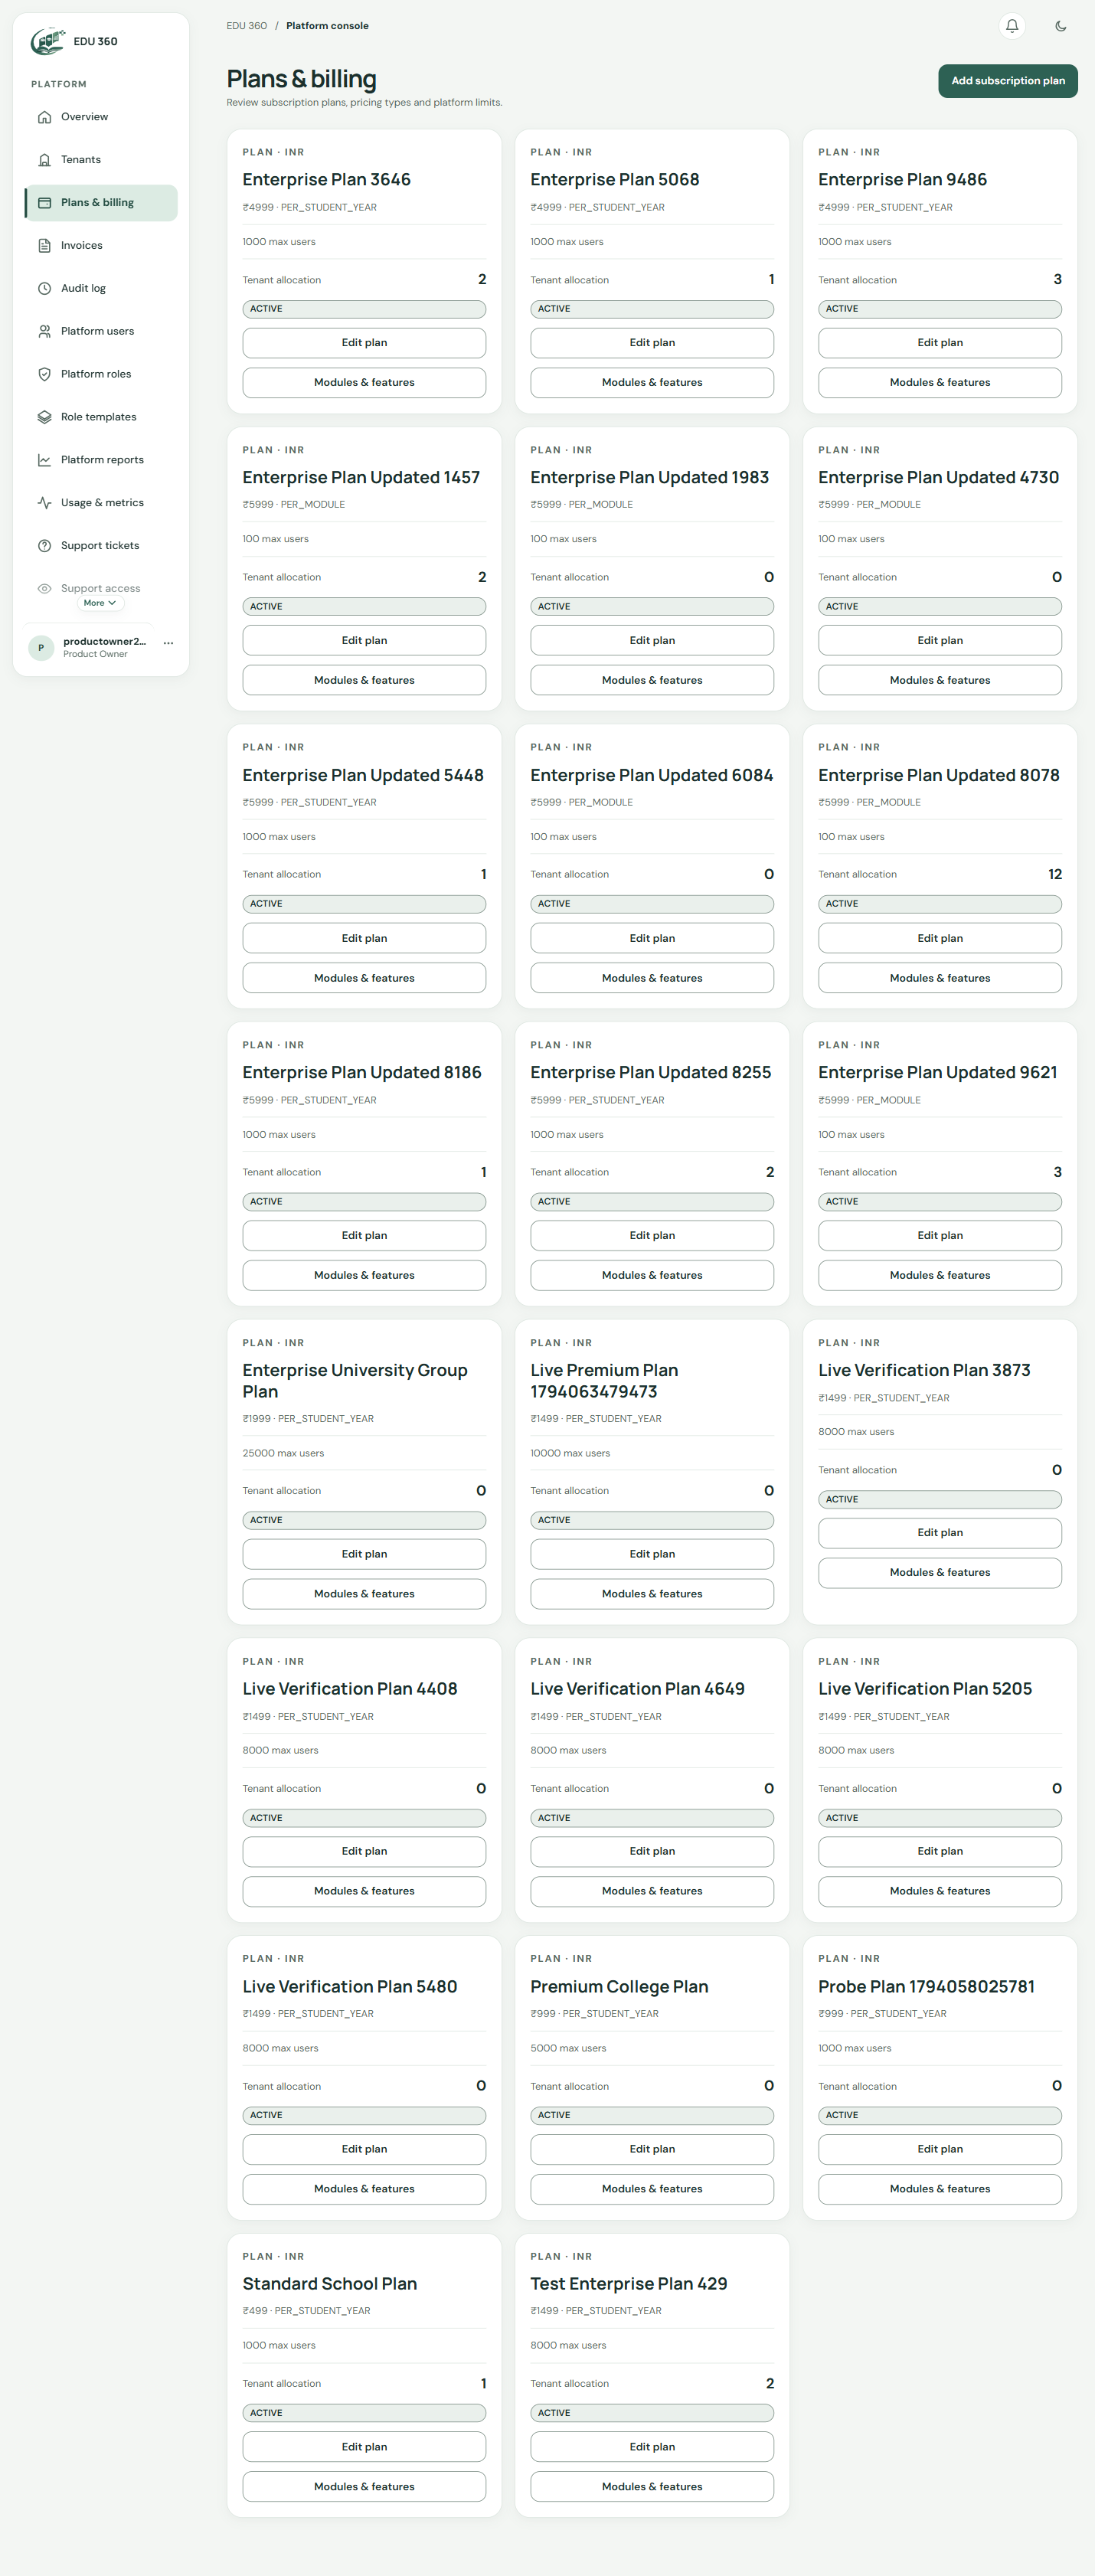 EDU 360
PLATFORM
Overview
Tenants
Plans & billing
Invoices
Audit log
Platform users
Platform roles
Role templates
Platform reports
Usage & metrics
Support tickets
Support access
More
P
productowner2...
Product Owner
EDU 360 / Platform console
Plans & billing
Review subscription plans, pricing types and platform limits.
Add subscription plan
PLAN · INR
Enterprise Plan 3646
₹4999 · PER_STUDENT_YEAR
1000 max users
Tenant allocation 2
ACTIVE
Edit plan
Modules & features
PLAN · INR
Enterprise Plan 5068
₹4999 · PER_STUDENT_YEAR
1000 max users
Tenant allocation 1
ACTIVE
Edit plan
Modules & features
PLAN · INR
Enterprise Plan 9486
₹4999 · PER_STUDENT_YEAR
1000 max users
Tenant allocation 3
ACTIVE
Edit plan
Modules & features
PLAN · INR
Enterprise Plan Updated 1457
₹5999 · PER_MODULE
100 max users
Tenant allocation 2
ACTIVE
Edit plan
Modules & features
PLAN · INR
Enterprise Plan Updated 1983
₹5999 · PER_MODULE
100 max users
Tenant allocation 0
ACTIVE
Edit plan
Modules & features
PLAN · INR
Enterprise Plan Updated 4730
₹5999 · PER_MODULE
100 max users
Tenant allocation 0
ACTIVE
Edit plan
Modules & features
PLAN · INR
Enterprise Plan Updated 5448
₹5999 · PER_STUDENT_YEAR
1000 max users
Tenant allocation 1
ACTIVE
Edit plan
Modules & features
PLAN · INR
Enterprise Plan Updated 6084
₹5999 · PER_MODULE
100 max users
Tenant allocation 0
ACTIVE
Edit plan
Modules & features
PLAN · INR
Enterprise Plan Updated 8078
₹5999 · PER_MODULE
100 max users
Tenant allocation 12
ACTIVE
Edit plan
Modules & features
PLAN · INR
Enterprise Plan Updated 8186
₹5999 · PER_STUDENT_YEAR
1000 max users
Tenant allocation 1
ACTIVE
Edit plan
Modules & features
PLAN · INR
Enterprise Plan Updated 8255
₹5999 · PER_STUDENT_YEAR
1000 max users
Tenant allocation 2
ACTIVE
Edit plan
Modules & features
PLAN · INR
Enterprise Plan Updated 9621
₹5999 · PER_MODULE
100 max users
Tenant allocation 3
ACTIVE
Edit plan
Modules & features
PLAN · INR
Enterprise University Group
Plan
₹1999 · PER_STUDENT_YEAR
25000 max users
Tenant allocation 0
ACTIVE
Edit plan
Modules & features
PLAN · INR
Live Premium Plan
1794063479473
₹1499 · PER_STUDENT_YEAR
10000 max users
Tenant allocation 0
ACTIVE
Edit plan
Modules & features
PLAN · INR
Live Verification Plan 3873
₹1499 · PER_STUDENT_YEAR
8000 max users
Tenant allocation 0
ACTIVE
Edit plan
Modules & features
PLAN · INR
Live Verification Plan 4408
₹1499 · PER_STUDENT_YEAR
8000 max users
Tenant allocation 0
ACTIVE
Edit plan
Modules & features
PLAN · INR
Live Verification Plan 4649
₹1499 · PER_STUDENT_YEAR
8000 max users
Tenant allocation 0
ACTIVE
Edit plan
Modules & features
PLAN · INR
Live Verification Plan 5205
₹1499 · PER_STUDENT_YEAR
8000 max users
Tenant allocation 0
ACTIVE
Edit plan
Modules & features
PLAN · INR
Live Verification Plan 5480
₹1499 · PER_STUDENT_YEAR
8000 max users
Tenant allocation 0
ACTIVE
Edit plan
Modules & features
PLAN · INR
Premium College Plan
₹999 · PER_STUDENT_YEAR
5000 max users
Tenant allocation 0
ACTIVE
Edit plan
Modules & features
PLAN · INR
Probe Plan 1794058025781
₹999 · PER_STUDENT_YEAR
1000 max users
Tenant allocation 0
ACTIVE
Edit plan
Modules & features
PLAN · INR
Standard School Plan
₹499 · PER_STUDENT_YEAR
1000 max users
Tenant allocation 1
ACTIVE
Edit plan
Modules & features
PLAN · INR
Test Enterprise Plan 429
₹1499 · PER_STUDENT_YEAR
8000 max users
Tenant allocation 2
ACTIVE
Edit plan
Modules & features